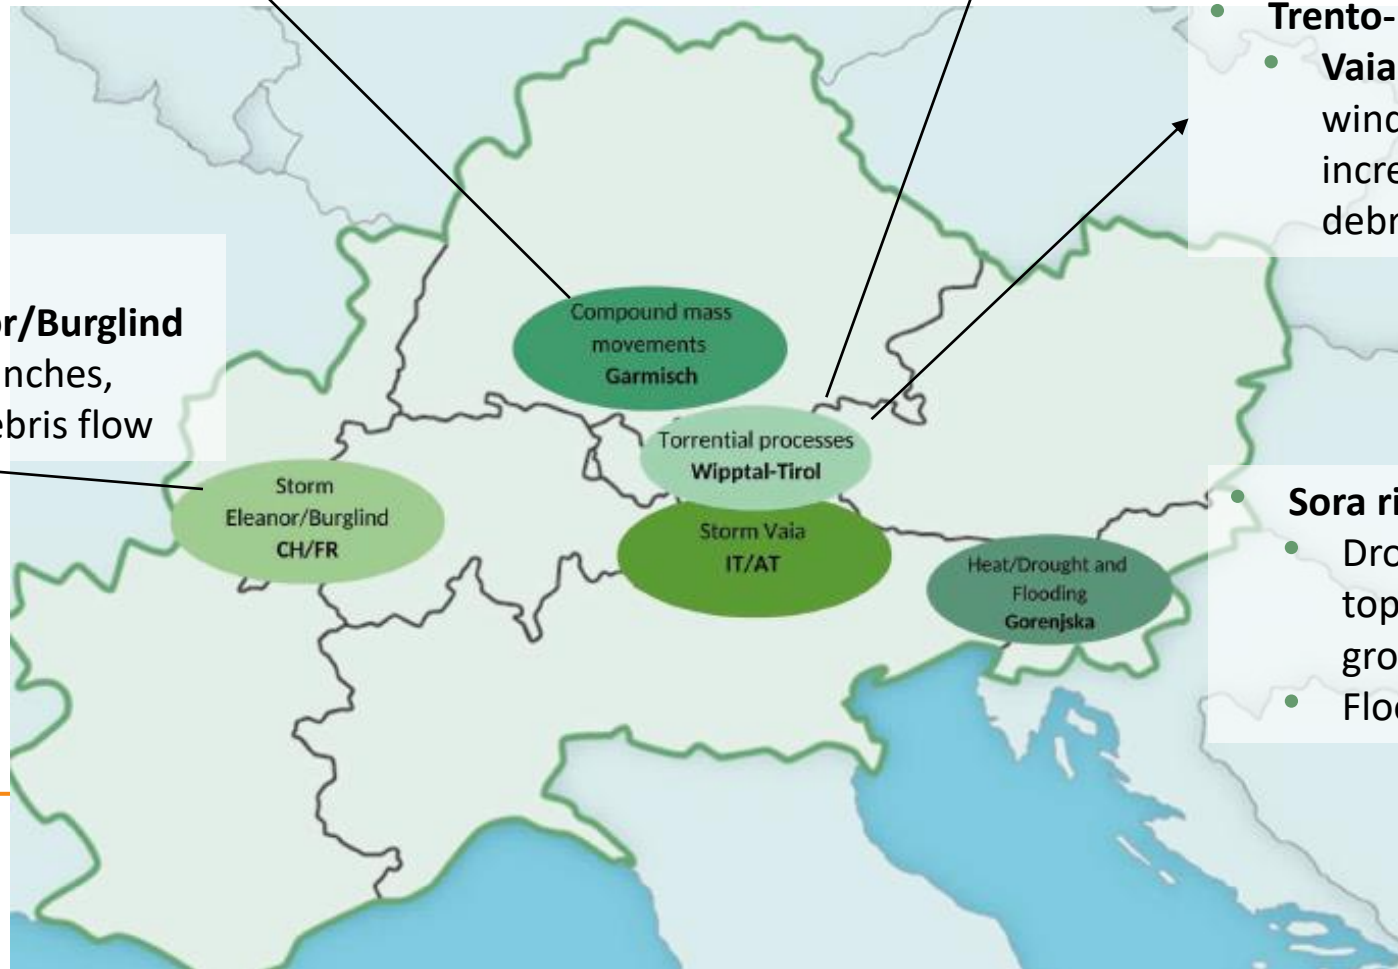 Trento-
Vaia
wind
incre
debr
or/Burglind
nches,
ebris flow
Compound mass
movements
Garmisch
Torrential processes
Wipptal-Tirol
Storm
Eleanor/Burglind
CH/FR
Storm Vaia
IT/AT
Heat/Drought and
Flooding
Gorenjska
Sora ri
Dro
top
gro
Floo